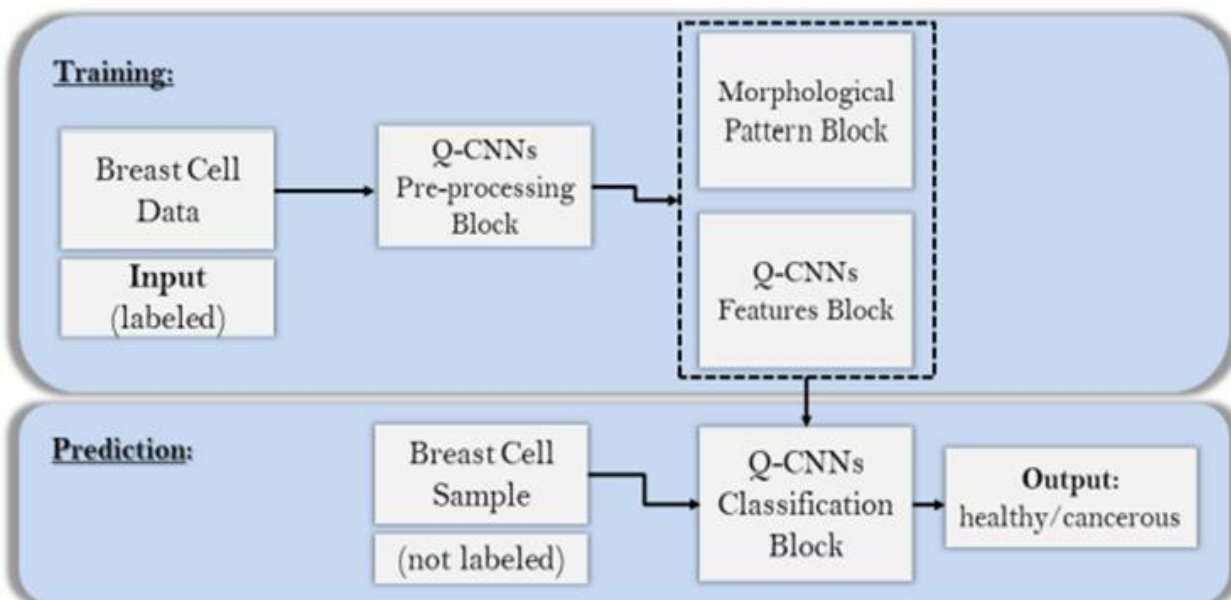 Training:
Breast Cell
Data
Input
(labeled)
Q-CNNs
Pre-processing
Block
Morphological
Pattern Block
Q-CNNs
Features Block
Prediction:
Breast Cell
Sample
(not labeled)
Q-CNNs
Classification
Block
Output:
healthy/cancerous